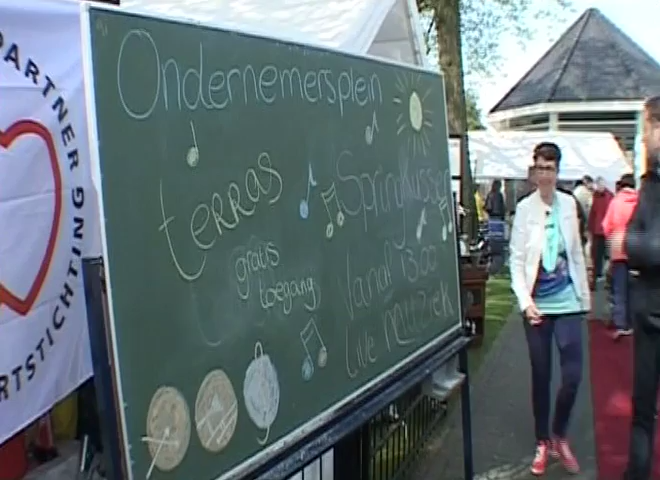 Ondernemersplein
terras
gratis
toegang
Springkussen
Vanaf 13.00
Live muziek
PARTNER
RTSTICHTING